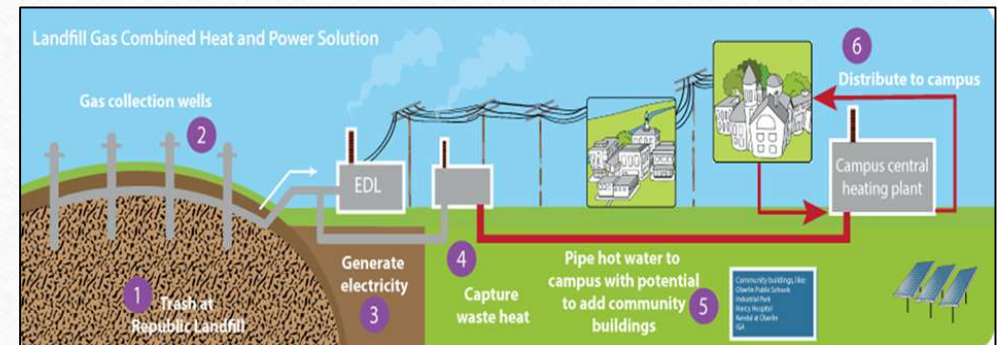 Landfill Gas Combined Heat and Power Solution
Gas collection wells
2
6
Distribute to campus
EDL
Campus central
heating plant
1
Trash at
Republic Landfill
Generate
electricity
3
4
Capture
waste heat
Pipe hot water to
campus with potential
to add community
buildings
5
Community buildings, like:
Oberlin Public Schools
Industrial Park
Mercy Hospital
Kendal at Oberlin
IGA